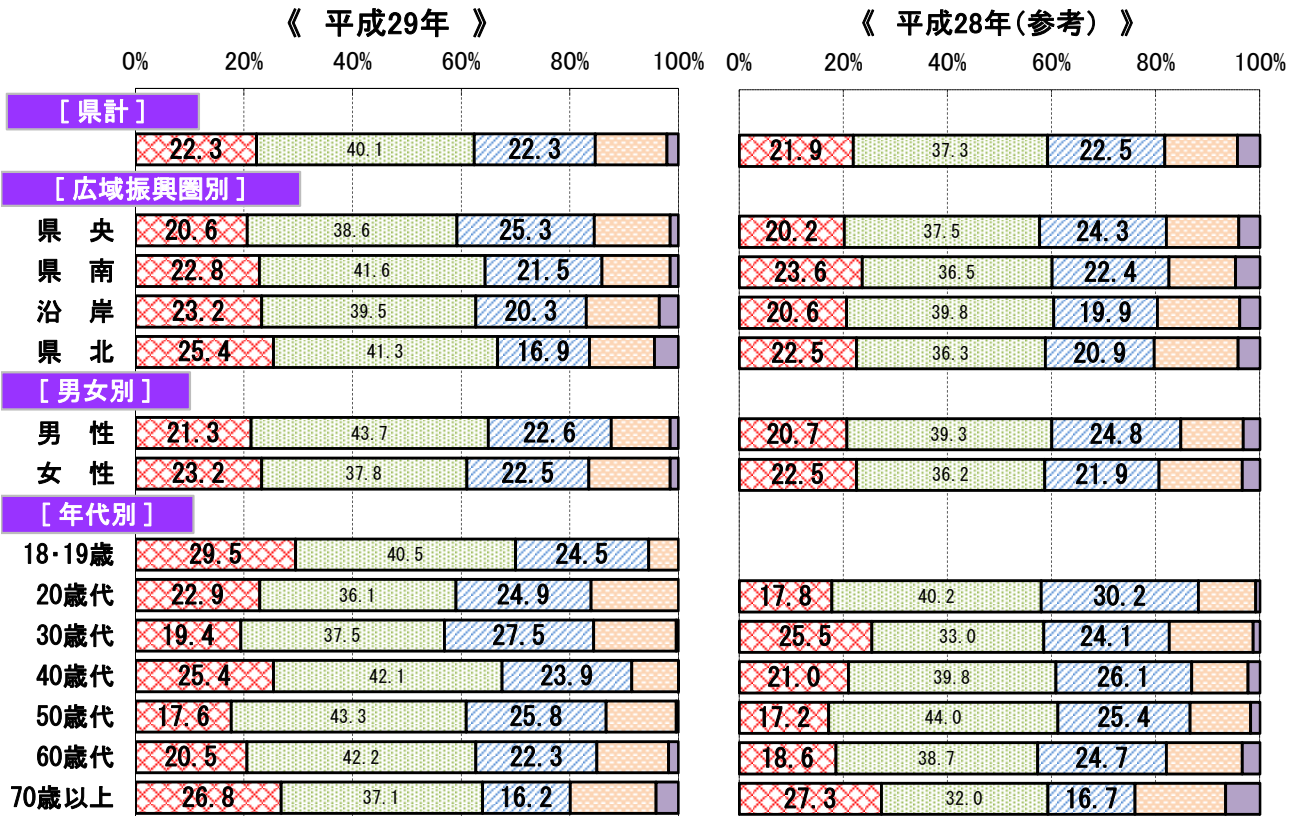 《 平成29年 》 《 平成28年(参考) 》
0% 20% 40% 60% 80% 100% 0% 20% 40% 60% 80% 100%
[ 県計 ]
22.3 40.1 22.3 21.9 37.3 22.5
[ 広域振興圏別 ]
県 央 20.6 38.6 25.3 20.2 37.5 24.3
県 南 22.8 41.6 21.5 23.6 36.5 22.4
沿 岸 23.2 39.5 20.3 20.6 39.8 19.9
県 北 25.4 41.3 16.9 22.5 36.3 20.9
[ 男女別 ]
男 性 21.3 43.7 22.6 20.7 39.3 24.8
女 性 23.2 37.8 22.5 22.5 36.2 21.9
[ 年代別 ]
18・19歳 29.5 40.5 24.5
20歳代 22.9 36.1 24.9 17.8 40.2 30.2
30歳代 19.4 37.5 27.5 25.5 33.0 24.1
40歳代 25.4 42.1 23.9 21.0 39.8 26.1
50歳代 17.6 43.3 25.8 17.2 44.0 25.4
60歳代 20.5 42.2 22.3 18.6 38.7 24.7
70歳以上 26.8 37.1 16.2 27.3 32.0 16.7